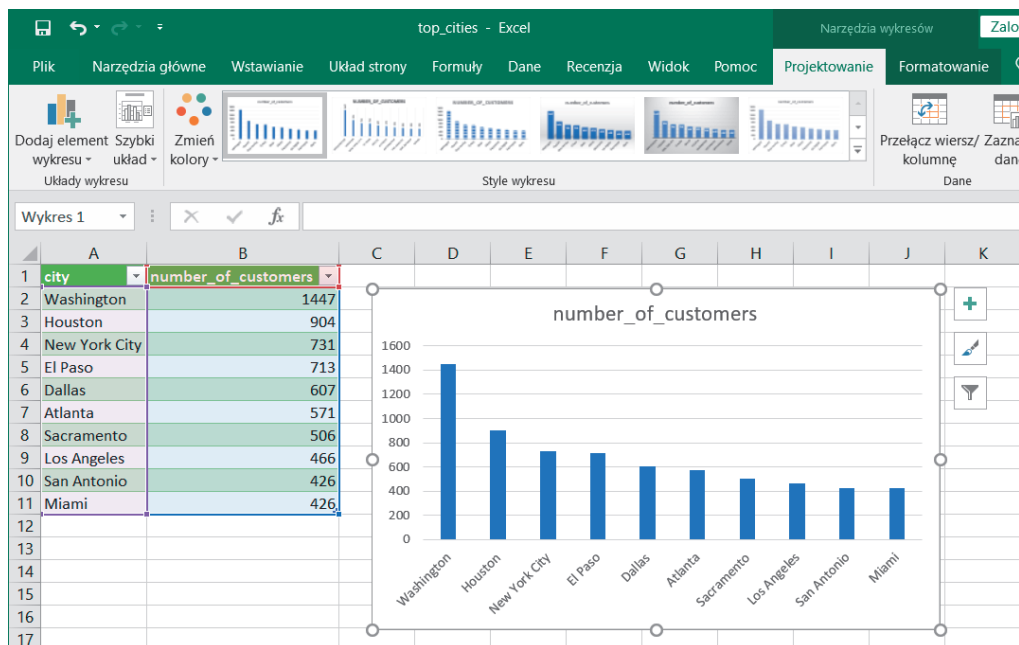 top_cities - Excel
Narzędzia wykresów
Zalo
Plik Narzędzia główne Wstawianie Układ strony Formuły Dane Recenzja Widok Pomoc Projektowanie Formatowanie
Dodaj element wykresu
Szybki układ
Zmień kolory
Przełącz wiersz/ kolumnę
Zazna dan
Układy wykresu
Style wykresu
Dane
Wykres 1
fx
A B C D E F G H I J K
1 city number_of_customers
2 Washington 1447
3 Houston 904
4 New York City 731
5 El Paso 713
6 Dallas 607
7 Atlanta 571
8 Sacramento 506
9 Los Angeles 466
10 San Antonio 426
11 Miami 426
12
13
14
15
16
17
number_of_customers
1600
1400
1200
1000
800
600
400
200
0
Washington Houston New York City El Paso Dallas Atlanta Sacramento Los Angeles San Antonio Miami